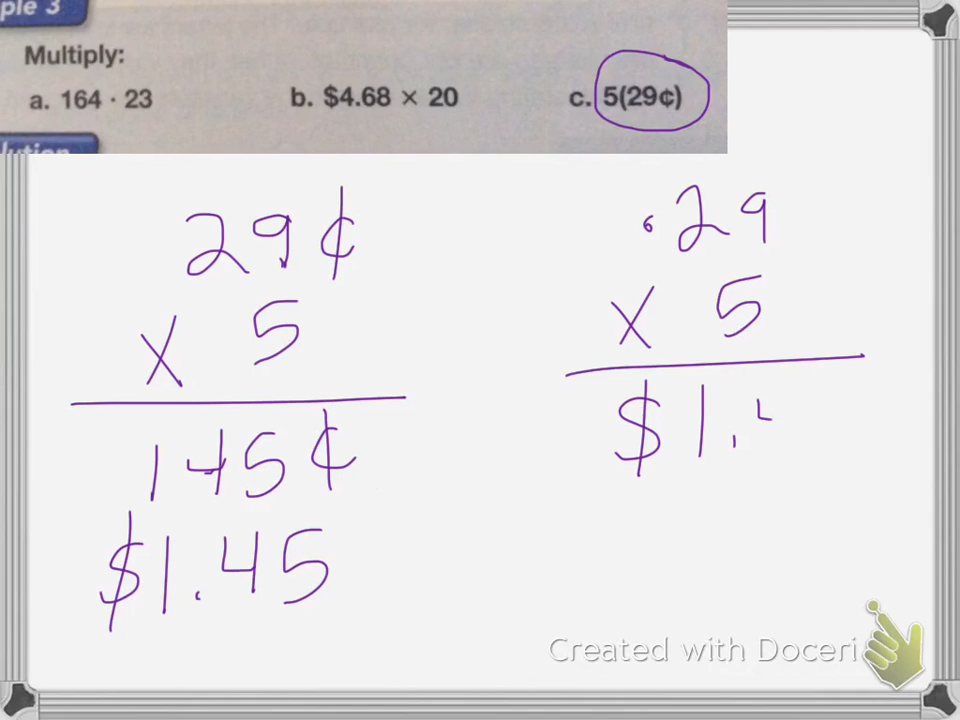 ple 3
Multiply:
a. 164 · 23 b. $4.68 × 20 c. 5(29¢)
lution
29¢
x 5
145¢
$1.45
.29
x 5
$1.
Created with Doceri